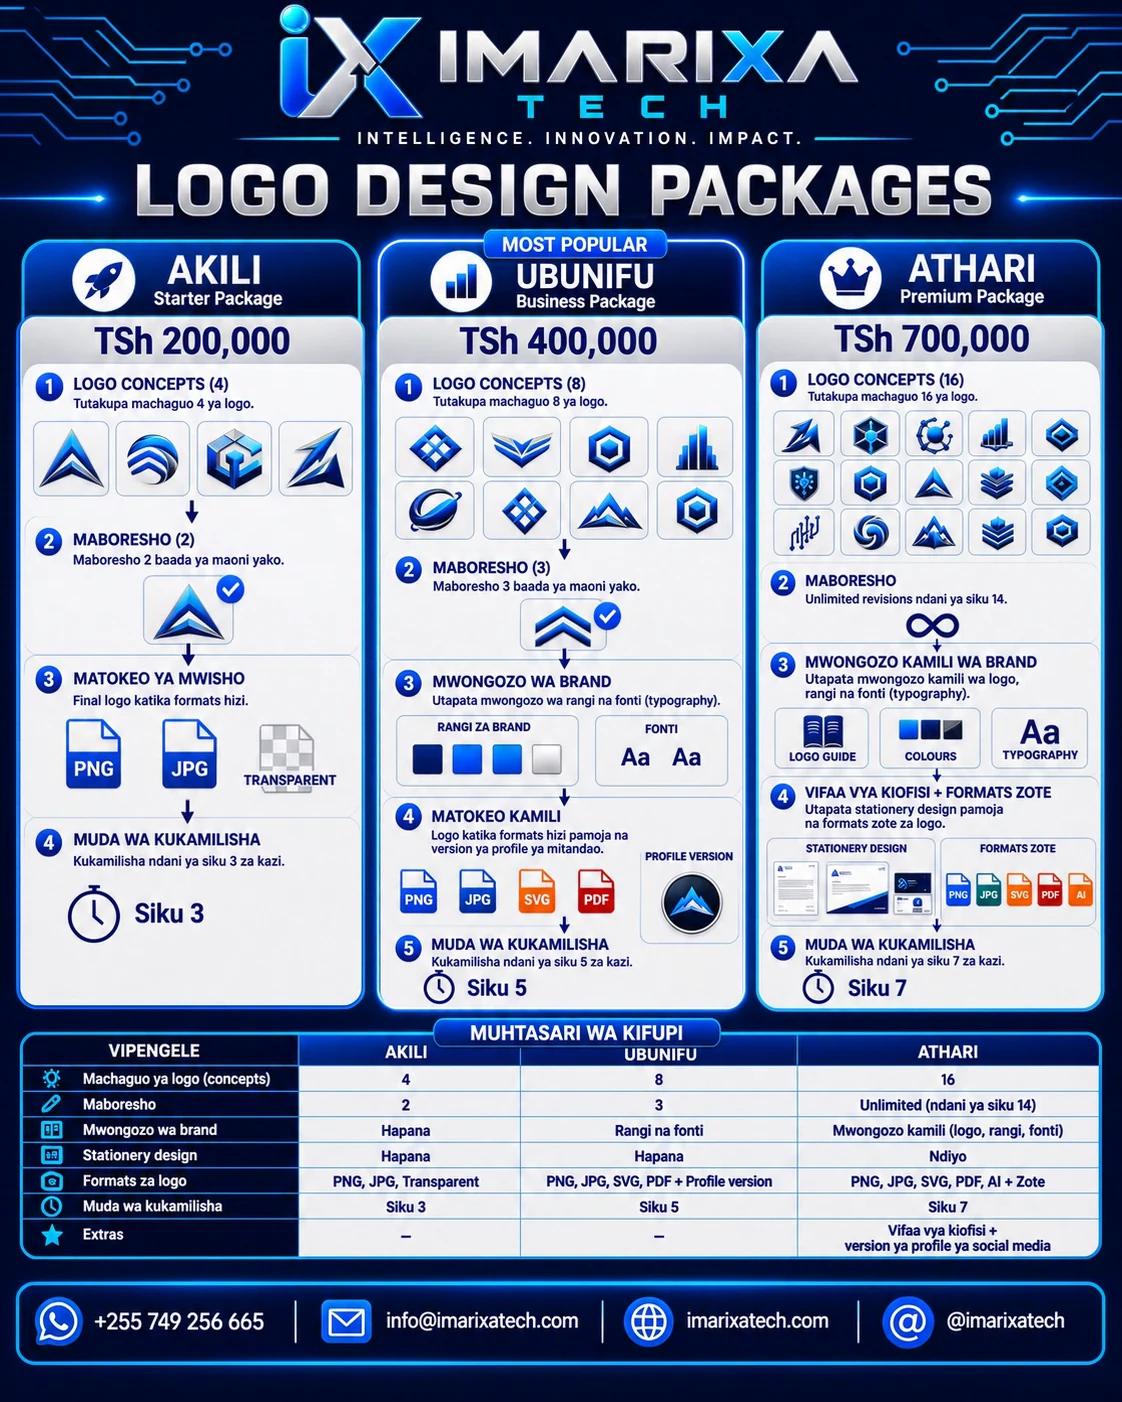 iX IMARIXA
TECH
INTELLIGENCE. INNOVATION. IMPACT.
LOGO DESIGN PACKAGES
AKILI
Starter Package
TSh 200,000
1 LOGO CONCEPTS (4)
Tutakupa machaguo 4 ya logo.
2 MABORESHO (2)
Maboresho 2 baada ya maoni yako.
3 MATOKEO YA MWISHO
Final logo katika formats hizi.
PNG JPG TRANSPARENT
4 MUDA WA KUKAMILISHA
Kukamilisha ndani ya siku 3 za kazi.
Siku 3
MOST POPULAR
UBUNIFU
Business Package
TSh 400,000
1 LOGO CONCEPTS (8)
Tutakupa machaguo 8 ya logo.
2 MABORESHO (3)
Maboresho 3 baada ya maoni yako.
3 MWONGOZO WA BRAND
Utapata mwongozo wa rangi na fonti (typography).
RANGI ZA BRAND FONTI
Aa Aa
4 MATOKEO KAMILI
Logo katika formats hizi pamoja na
version ya profile ya mitandao.
PROFILE VERSION
PNG JPG SVG PDF
5 MUDA WA KUKAMILISHA
Kukamilisha ndani ya siku 5 za kazi.
Siku 5
ATHARI
Premium Package
TSh 700,000
1 LOGO CONCEPTS (16)
Tutakupa machaguo 16 ya logo.
2 MABORESHO
Unlimited revisions ndani ya siku 14.
3 MWONGOZO KAMILI WA BRAND
Utapata mwongozo kamili wa logo,
rangi na fonti (typography).
Aa
LOGO GUIDE COLOURS TYPOGRAPHY
4 VIFAA VYA KIOFISI + FORMATS ZOTE
Utapata stationery design pamoja
na formats zote za logo.
STATIONERY DESIGN FORMATS ZOTE
PNG JPG SVG PDF AI
5 MUDA WA KUKAMILISHA
Kukamilisha ndani ya siku 7 za kazi.
Siku 7
MUHTASARI WA KIFUPI
VIPENGELE AKILI UBUNIFU ATHARI
Machaguo ya logo (concepts) 4 8 16
Maboresho 2 3 Unlimited (ndani ya siku 14)
Mwongozo wa brand Hapana Rangi na fonti Mwongozo kamili (logo, rangi, fonti)
Stationery design Hapana Hapana Ndiyo
Formats za logo PNG, JPG, Transparent PNG, JPG, SVG, PDF + Profile version PNG, JPG, SVG, PDF, AI + Zote
Muda wa kukamilisha Siku 3 Siku 5 Siku 7
Extras – – Vifaa vya kiofisi +
version ya profile ya social media
+255 749 256 665 info@imarixatech.com imarixatech.com @imarixatech